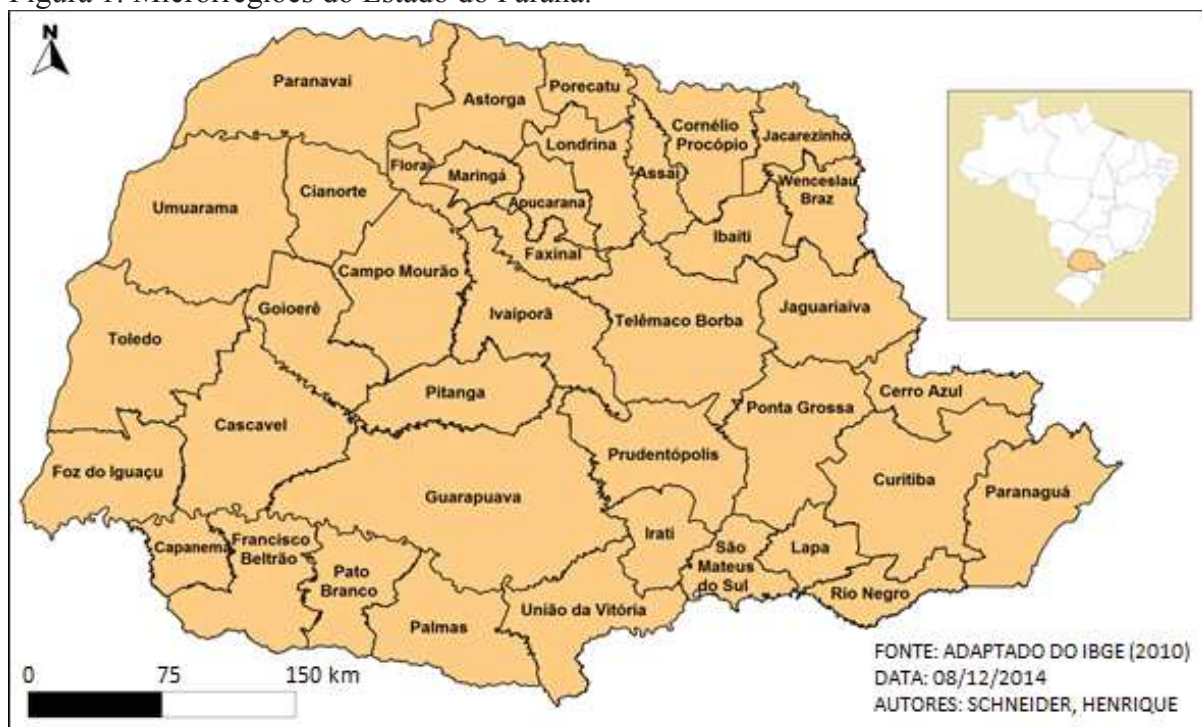 Figura 1: Microrregiões do Estado do Paraná.
N
Paranavaí
Astorga
Porecatu
Cornélio
Procópio
Jacarezinho
Londrina
Floraí
Maringá
Assaí
Wenceslau
Braz
Cianorte
Umuarama
Apucarana
Ibaiti
Faxinal
Campo Mourão
Goioerê
Ivaiporã
Telêmaco Borba
Jaguariaíva
Toledo
Pitanga
Cerro Azul
Ponta Grossa
Cascavel
Prudentópolis
Foz do Iguaçu
Curitiba
Paranaguá
Guarapuava
Irati
São
Mateus
do Sul
Lapa
Capanema
Francisco
Beltrão
Pato
Branco
Rio Negro
União da Vitória
Palmas
0 75 150 km
FONTE: ADAPTADO DO IBGE (2010)
DATA: 08/12/2014
AUTORES: SCHNEIDER, HENRIQUE